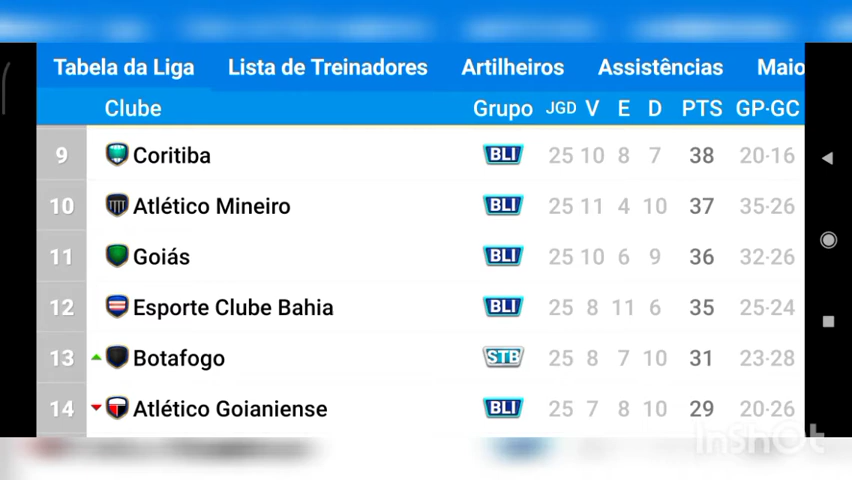 Tabela da Liga Lista de Treinadores Artilheiros Assistências Maio
Clube Grupo JGD V E D PTS GP·GC
9 Coritiba BLI 25 10 8 7 38 20·16
10 Atlético Mineiro BLI 25 11 4 10 37 35·26
11 Goiás BLI 25 10 6 9 36 32·26
12 Esporte Clube Bahia BLI 25 8 11 6 35 25·24
13 Botafogo STB 25 8 7 10 31 23·28
14 Atlético Goianiense BLI 25 7 8 10 29 20·26
InShOt